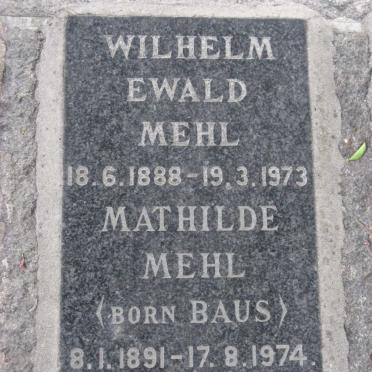 WILHELM
EWALD
MEHL
18.6.1888-19.3.1973
MATHILDE
MEHL
(BORN BAUS)
8.1.1891-17.8.1974.